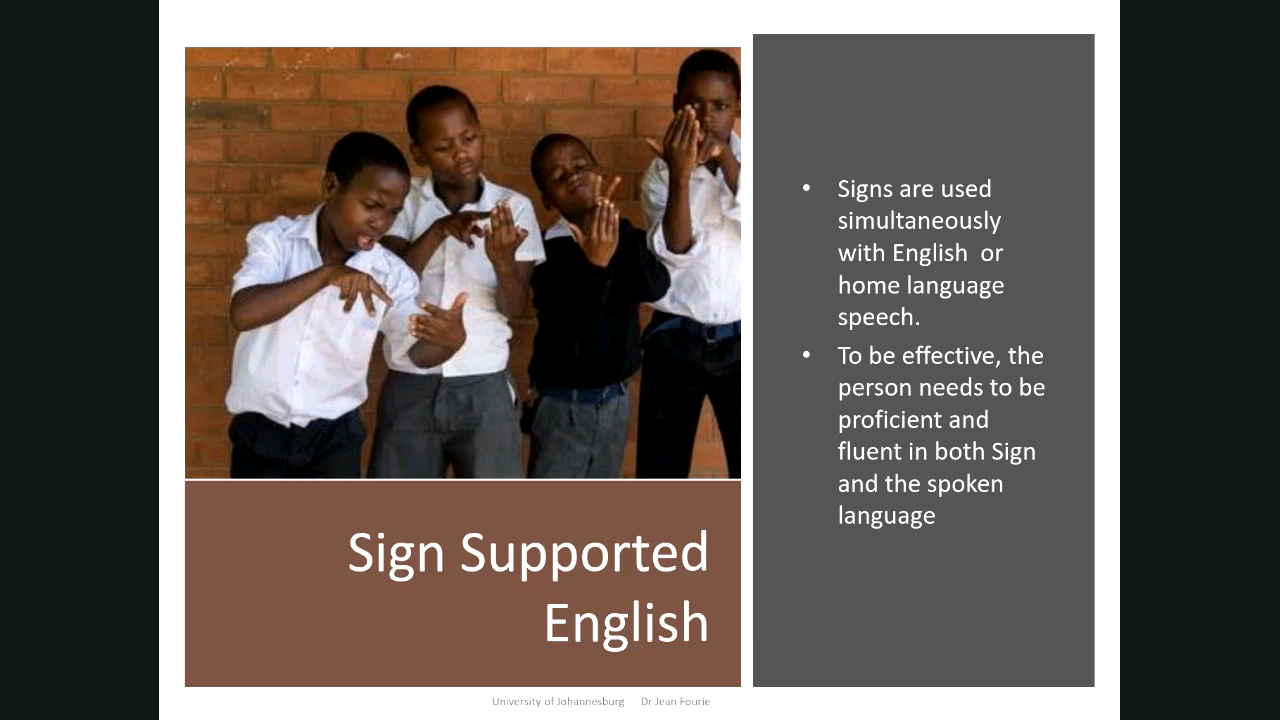 Sign Supported
English
• Signs are used
simultaneously
with English  or
home language
speech.
• To be effective, the
person needs to be
proficient and
fluent in both Sign
and the spoken
language
University of Johannesburg    Dr Jean Fourie